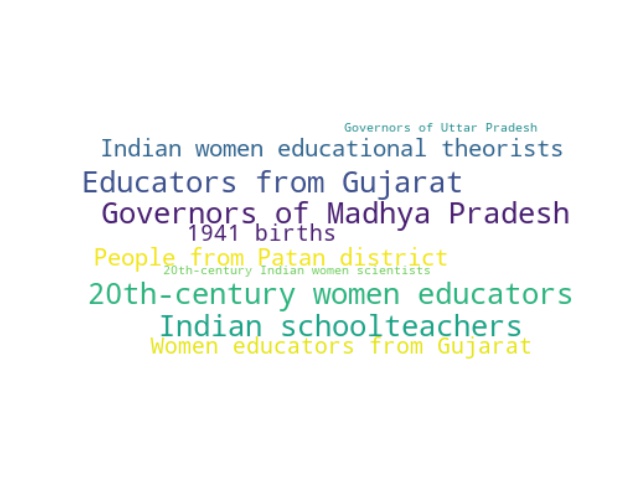 Governors of Uttar Pradesh
Indian women educational theorists
Educators from Gujarat
Governors of Madhya Pradesh
1941 births
People from Patan district
20th-century Indian women scientists
20th-century women educators
Indian schoolteachers
Women educators from Gujarat